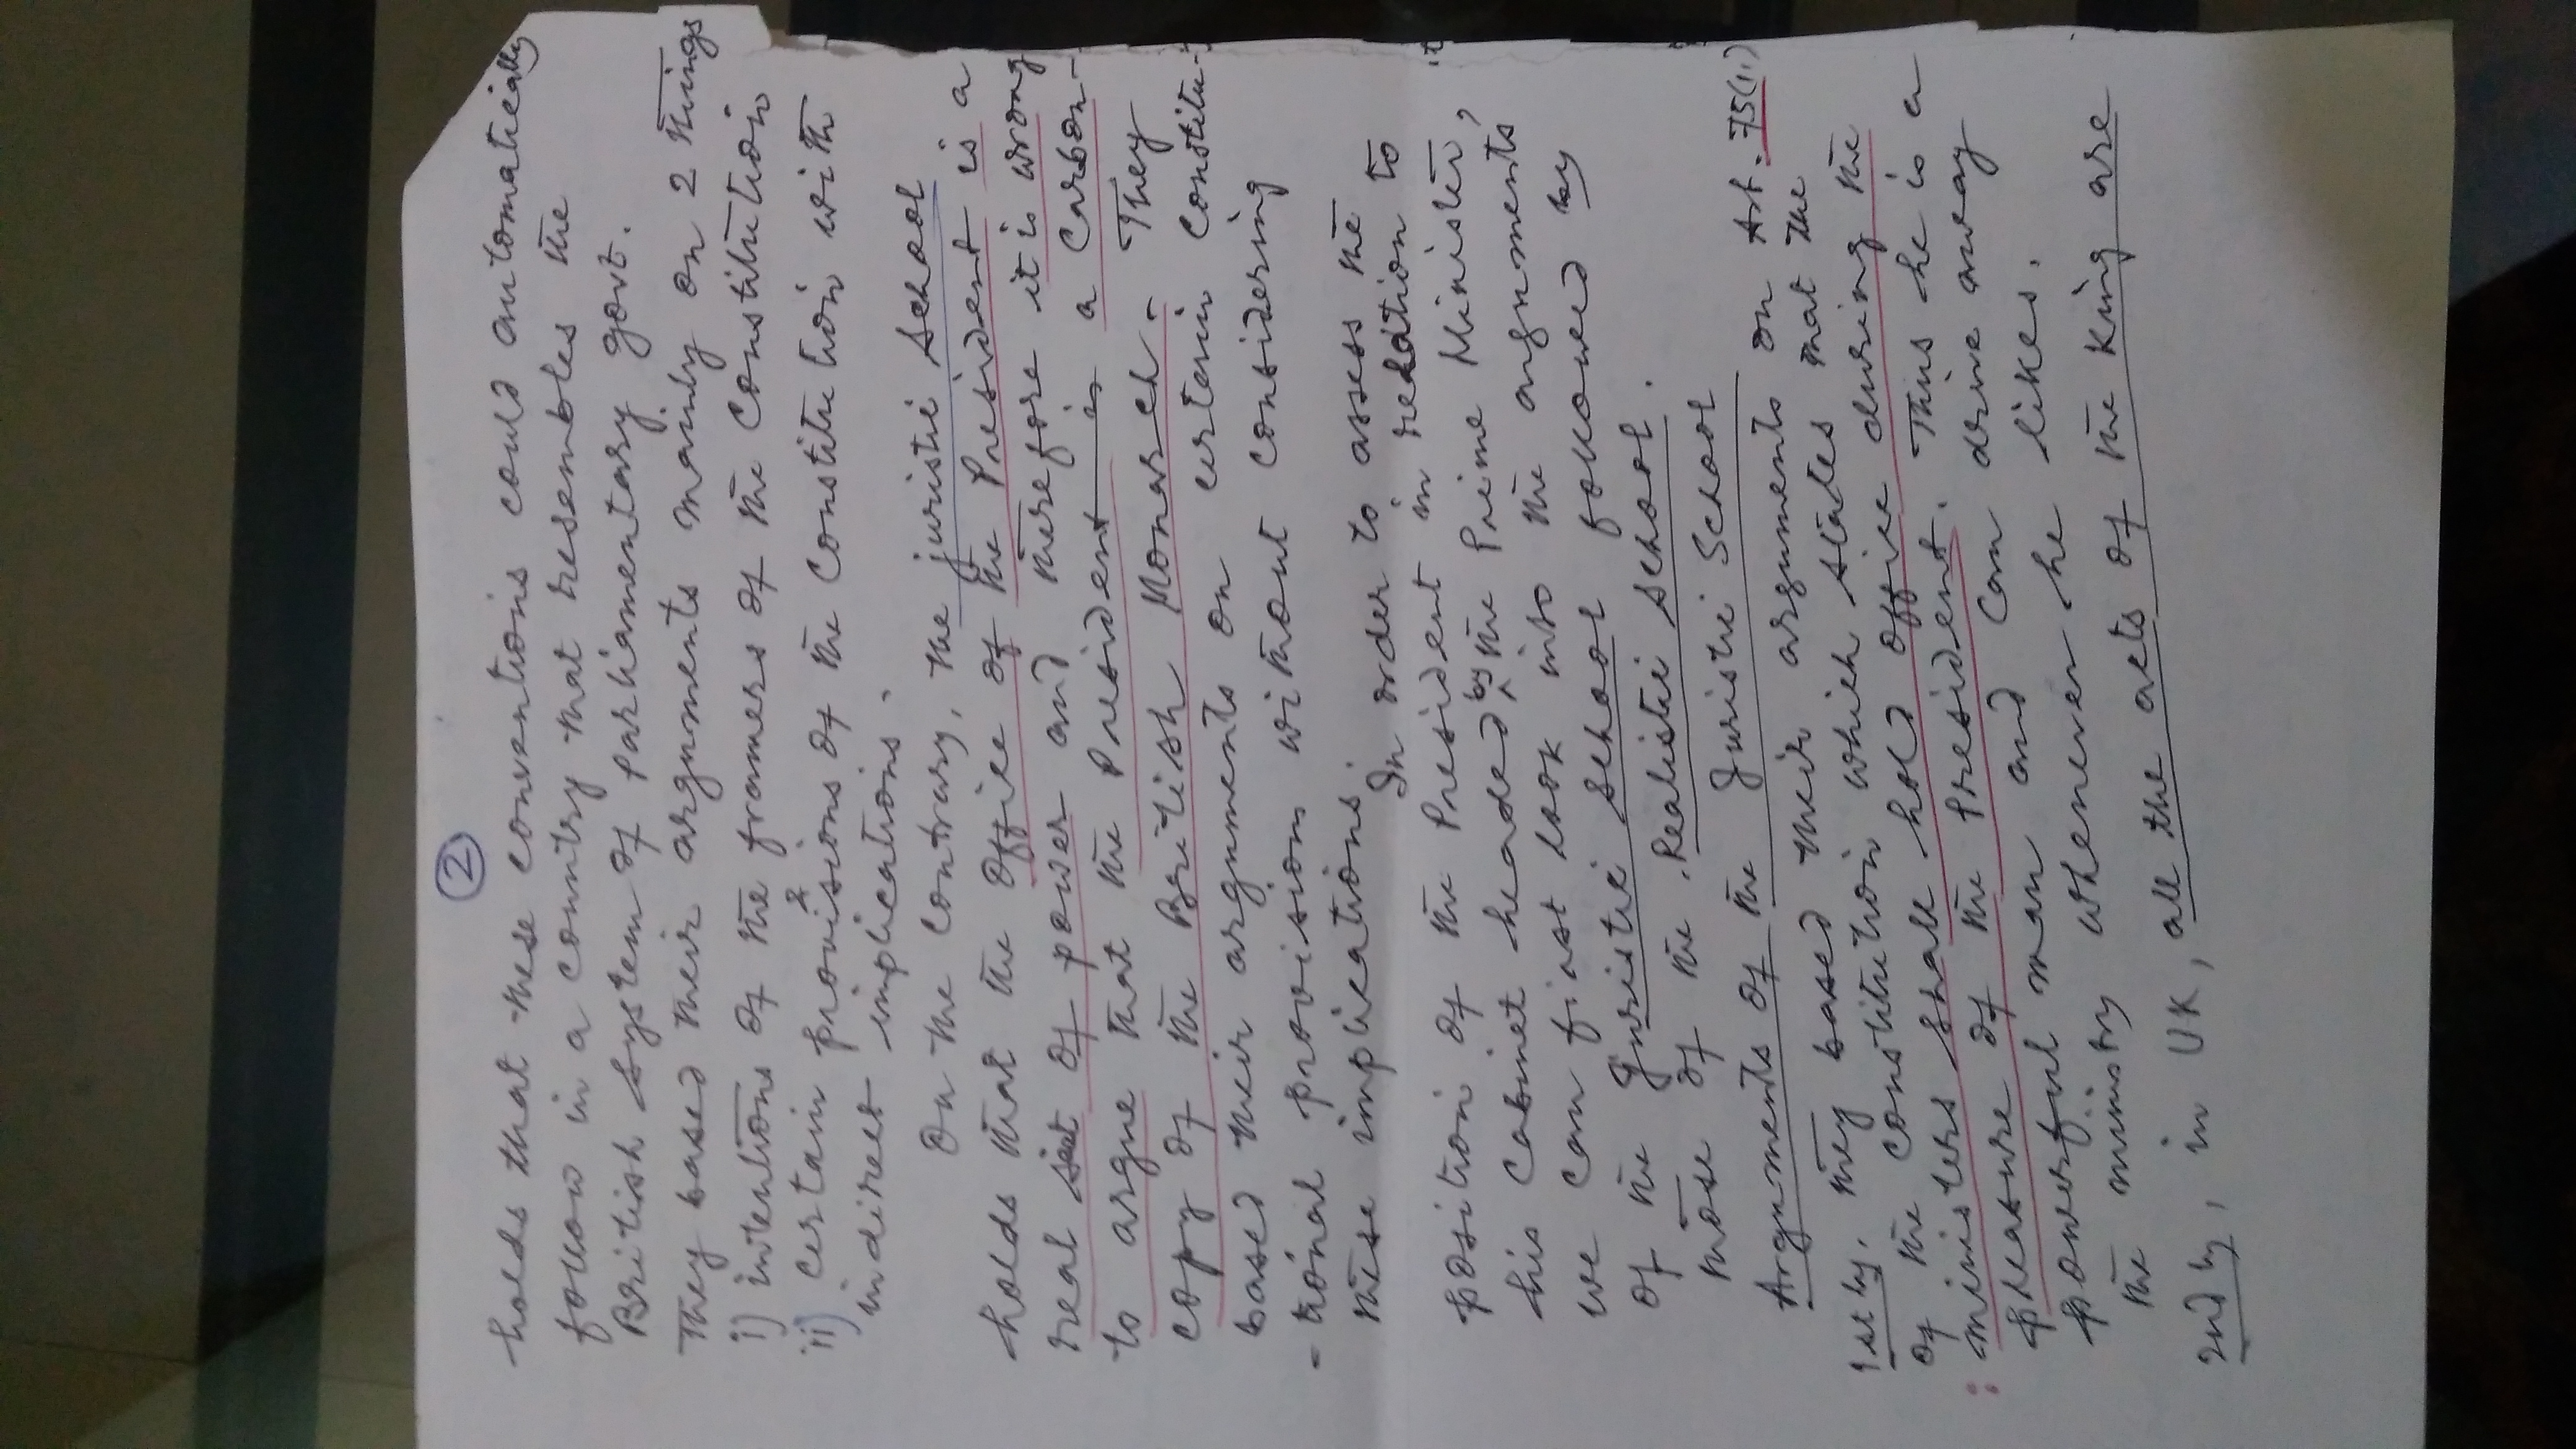 2
holds that these conventions could automatically
follow in a country that resembles the
British system of parliamentary govt.
They based their arguments mainly on 2 things
i) intentions of the framers of the Constitution
ii) certain provisions of the Constitution with &
indirect implications.
On the contrary, the juristic school
holds that the office of the President is a
real seat of power and therefore it is wrong
to argue that the President is a Carbon-
copy of the British Monarch. They
based their arguments on certain constitu-
-tional provisions without considering
these implications.
In order to assess the
position of the President in relation to
his cabinet headed by the Prime Minister,
we can first look into the arguments
of the Juristic school followed by
those of the Realistic school.
Arguments of the Juristic School
1stly, they based their arguments on Art. 75(1)
of the Constitution which states that the
ministers shall hold office during the
pleasure of the President. Thus he is a
powerful man and can drive away
the ministry whenever he likes.
2ndly, in UK, all the acts of the King are